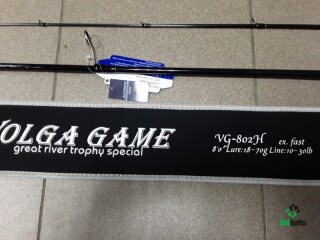 VOLGA GAME
great river trophy special
VG-802H ex. fast
8'0" Lure:18-70g Line:10-30lb